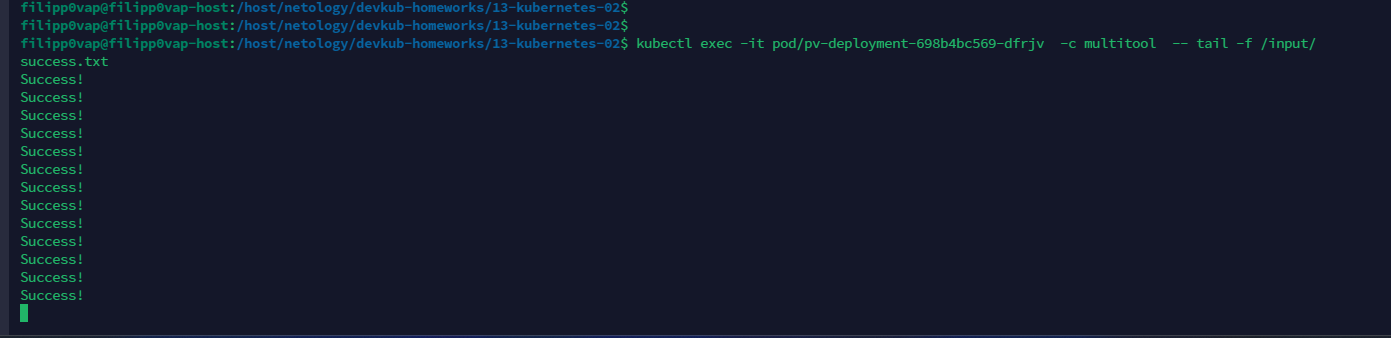 filipp0vap@filipp0vap-host:/host/netology/devkub-homeworks/13-kubernetes-02$
filipp0vap@filipp0vap-host:/host/netology/devkub-homeworks/13-kubernetes-02$
filipp0vap@filipp0vap-host:/host/netology/devkub-homeworks/13-kubernetes-02$ kubectl exec -it pod/pv-deployment-698b4bc569-dfrjv  -c multitool  -- tail -f /input/
success.txt
Success!
Success!
Success!
Success!
Success!
Success!
Success!
Success!
Success!
Success!
Success!
Success!
Success!